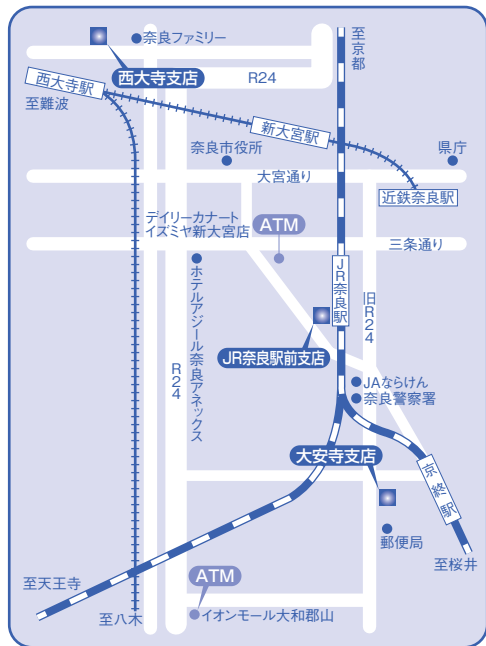 奈良ファミリー
至京都
西大寺支店
R24
西大寺駅
至難波
新大宮駅
奈良市役所
県庁
大宮通り
近鉄奈良駅
デイリーカナート
イズミヤ新大宮店
ATM
三条通り
JR奈良駅
ホテルアジール奈良アネックス
旧R24
R24
JR奈良駅前支店
JAならけん
奈良警察署
大安寺支店
京終駅
郵便局
至桜井
至天王寺
ATM
至八木
イオンモール大和郡山